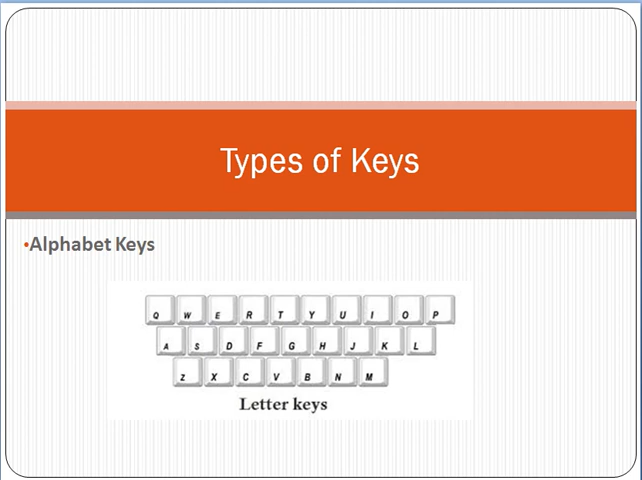 Types of Keys
•Alphabet Keys
Q W E R T Y U I O P
A S D F G H J K L
Z X C V B N M
Letter keys